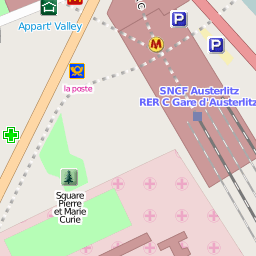 M
C
Appart' Valley
P
P
M
la poste
SNCF Austerlitz
RER C Gare d'Austerlitz
Square
Pierre
et Marie
Curie